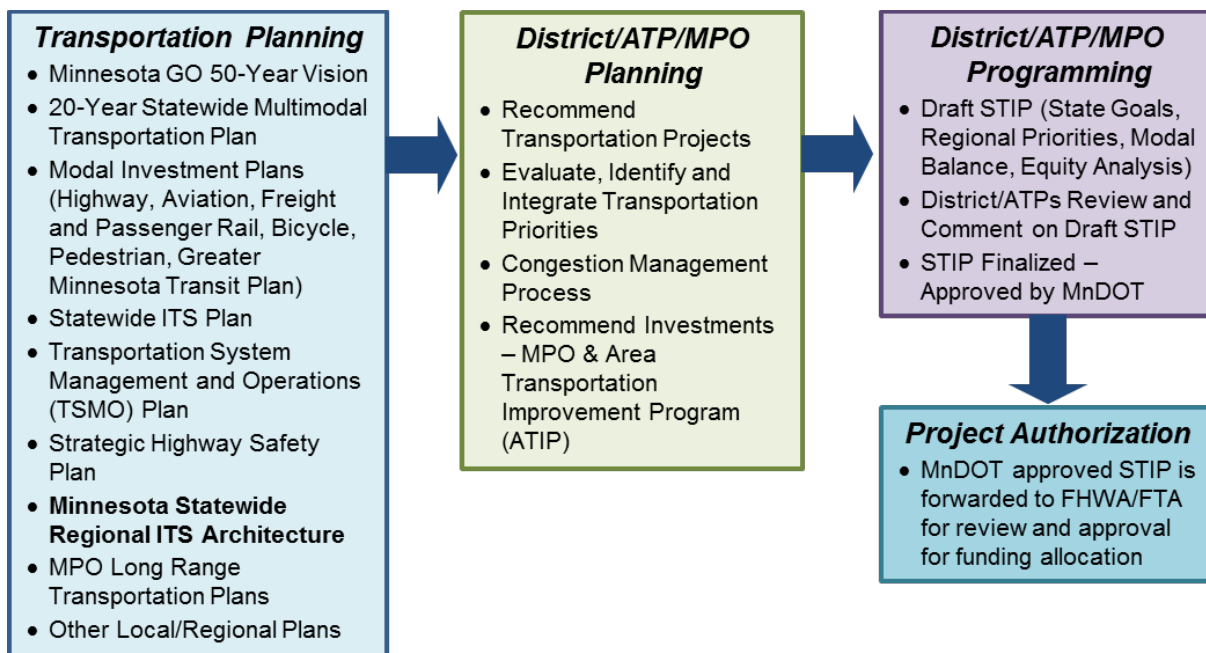 Transportation Planning
• Minnesota GO 50-Year Vision
• 20-Year Statewide Multimodal
Transportation Plan
• Modal Investment Plans
(Highway, Aviation, Freight
and Passenger Rail, Bicycle,
Pedestrian, Greater
Minnesota Transit Plan)
• Statewide ITS Plan
• Transportation System
Management and Operations
(TSMO) Plan
• Strategic Highway Safety
Plan
• Minnesota Statewide
Regional ITS Architecture
• MPO Long Range
Transportation Plans
• Other Local/Regional Plans
District/ATP/MPO
Planning
• Recommend
Transportation Projects
• Evaluate, Identify and
Integrate Transportation
Priorities
• Congestion Management
Process
• Recommend Investments
– MPO & Area
Transportation
Improvement Program
(ATIP)
District/ATP/MPO
Programming
• Draft STIP (State Goals,
Regional Priorities, Modal
Balance, Equity Analysis)
• District/ATPs Review and
Comment on Draft STIP
• STIP Finalized –
Approved by MnDOT
Project Authorization
• MnDOT approved STIP is
forwarded to FHWA/FTA
for review and approval
for funding allocation